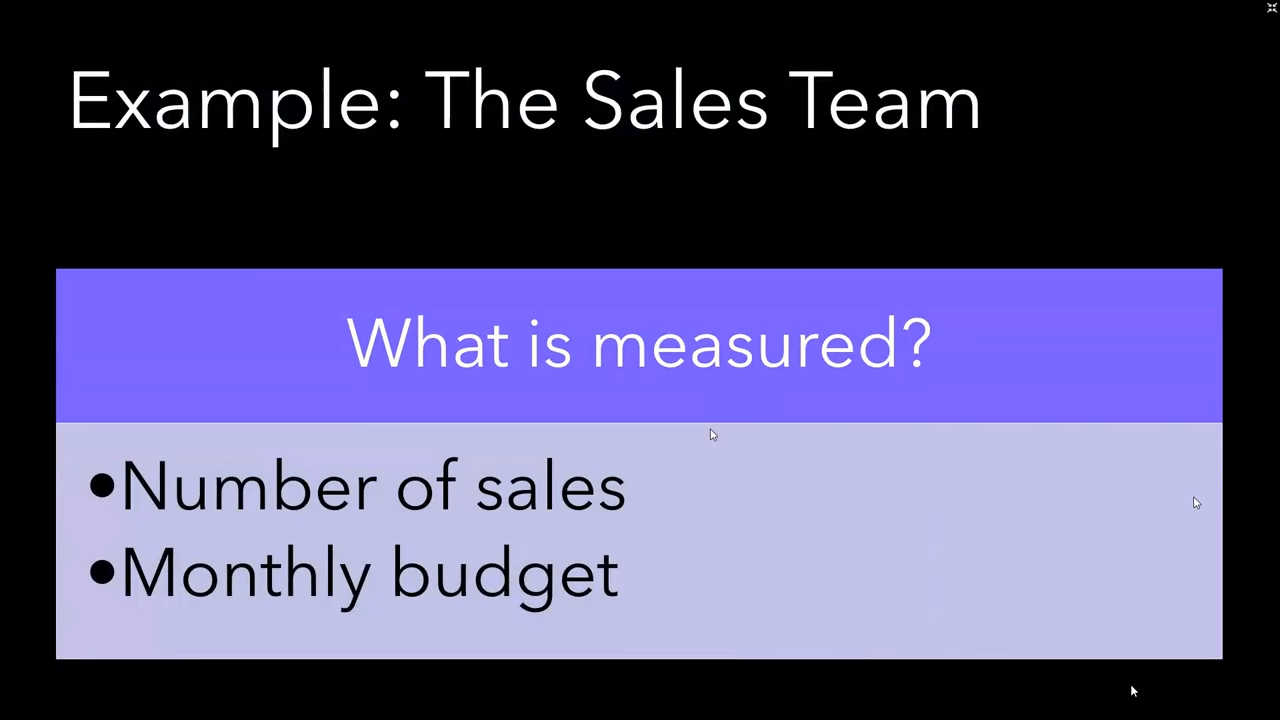 Example: The Sales Team
What is measured?
•Number of sales
•Monthly budget